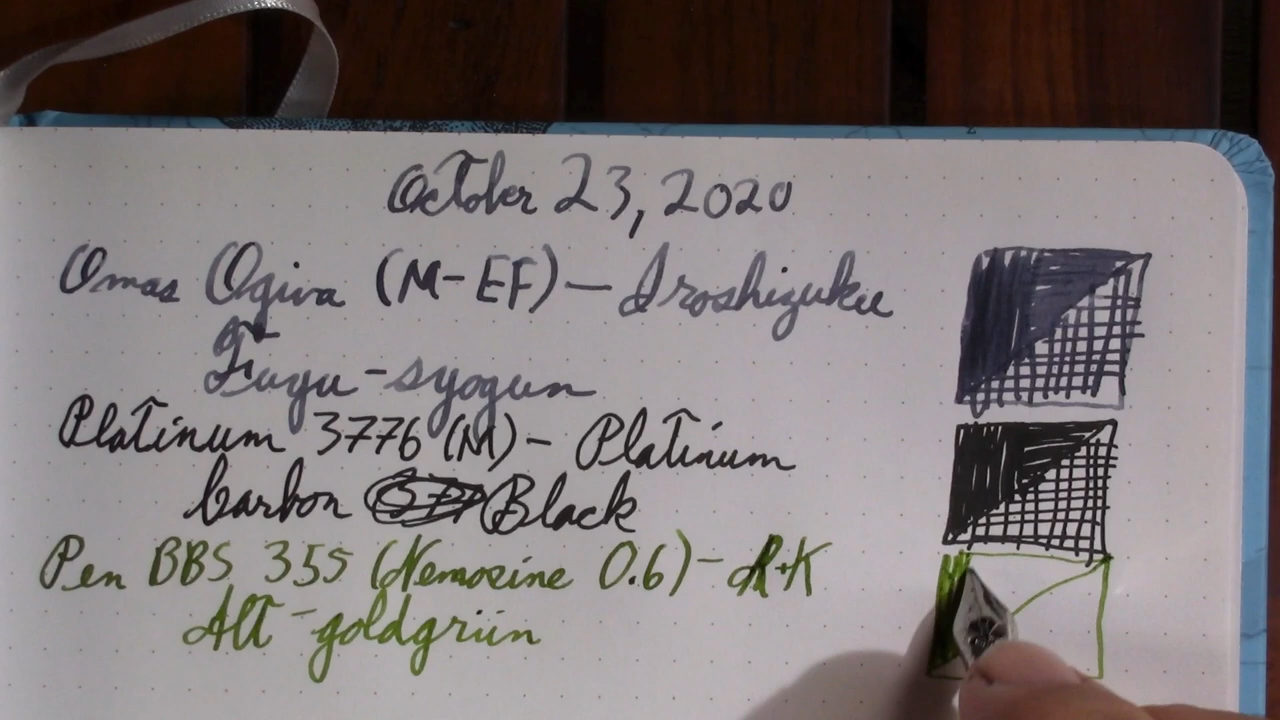 October 23, 2020
Omas Ogiva (M-EF) - Iroshizuku
Fuyu-syogun
Platinum 3776 (M) - Platinum
Carbon Black
Pen BBS 355 (Nemosine 0.6) - R+K
Alt-goldgrün